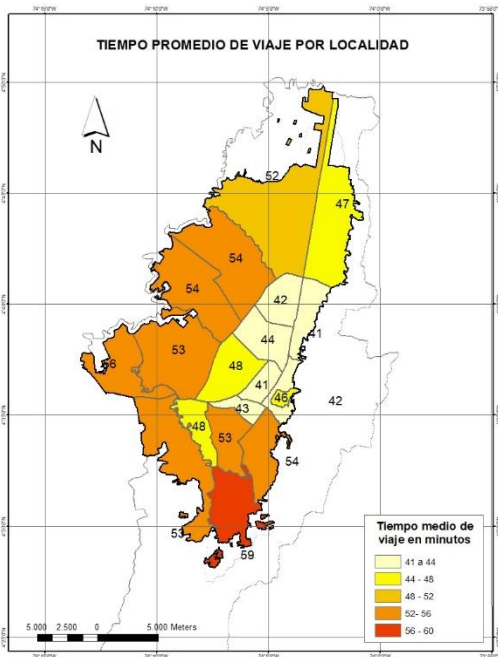 TIEMPO PROMEDIO DE VIAJE POR LOCALIDAD
N
52
47
54
54
42
44
41
53
56
48
41
46
42
43
48
53
54
53
59
Tiempo medio de
viaje en minutos
41 a 44
44 - 48
48 - 52
52- 56
56 - 60
5.000 2.500 0 5.000 Meters